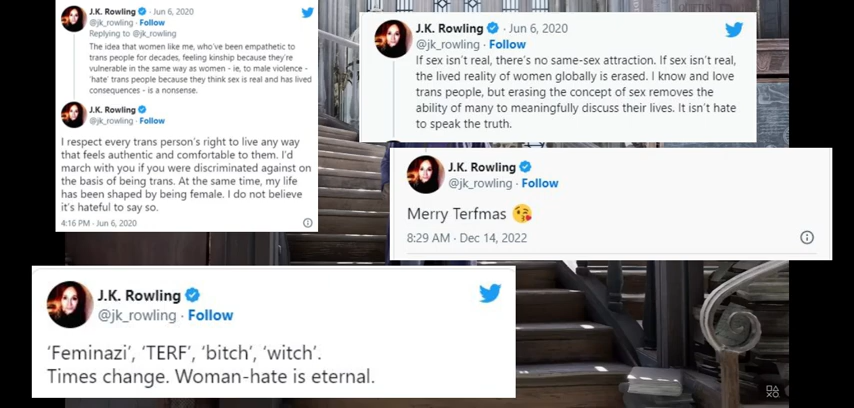 J.K. Rowling · Jun 6, 2020
@jk_rowling · Follow
Replying to @jk_rowling
The idea that women like me, who've been empathetic to
trans people for decades, feeling kinship because they're
vulnerable in the same way as women - ie, to male violence -
'hate' trans people because they think sex is real and has lived
consequences - is a nonsense.
J.K. Rowling
@jk_rowling · Follow
I respect every trans person's right to live any way
that feels authentic and comfortable to them. I'd
march with you if you were discriminated against on
the basis of being trans. At the same time, my life
has been shaped by being female. I do not believe
it's hateful to say so.
4:16 PM · Jun 6, 2020
J.K. Rowling · Jun 6, 2020
@jk_rowling · Follow
If sex isn't real, there's no same-sex attraction. If sex isn't real,
the lived reality of women globally is erased. I know and love
trans people, but erasing the concept of sex removes the
ability of many to meaningfully discuss their lives. It isn't hate
to speak the truth.
J.K. Rowling
@jk_rowling · Follow
Merry Terfmas 😘
8:29 AM · Dec 14, 2022
J.K. Rowling
@jk_rowling · Follow
'Feminazi', 'TERF', 'bitch', 'witch'.
Times change. Woman-hate is eternal.